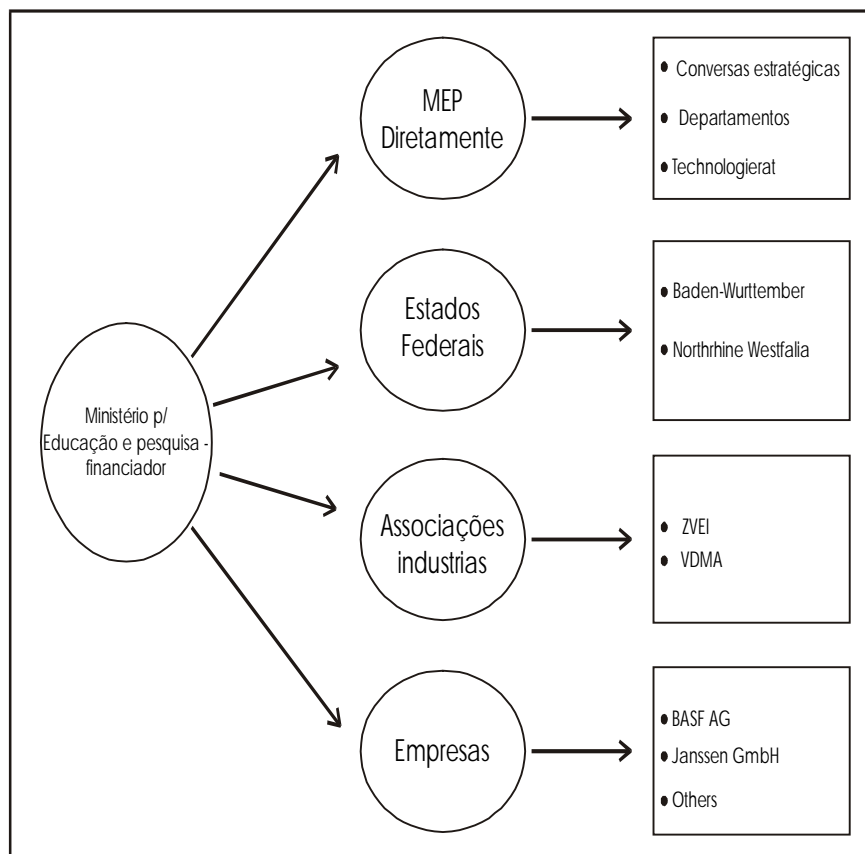 Ministério p/
Educação e pesquisa -
financiador
MEP
Diretamente
Conversas estratégicas
Departamentos
Technologierat
Estados
Federais
Baden-Wurttember
Northrhine Westfalia
Associações
industrias
ZVEI
VDMA
Empresas
BASF AG
Janssen GmbH
Others